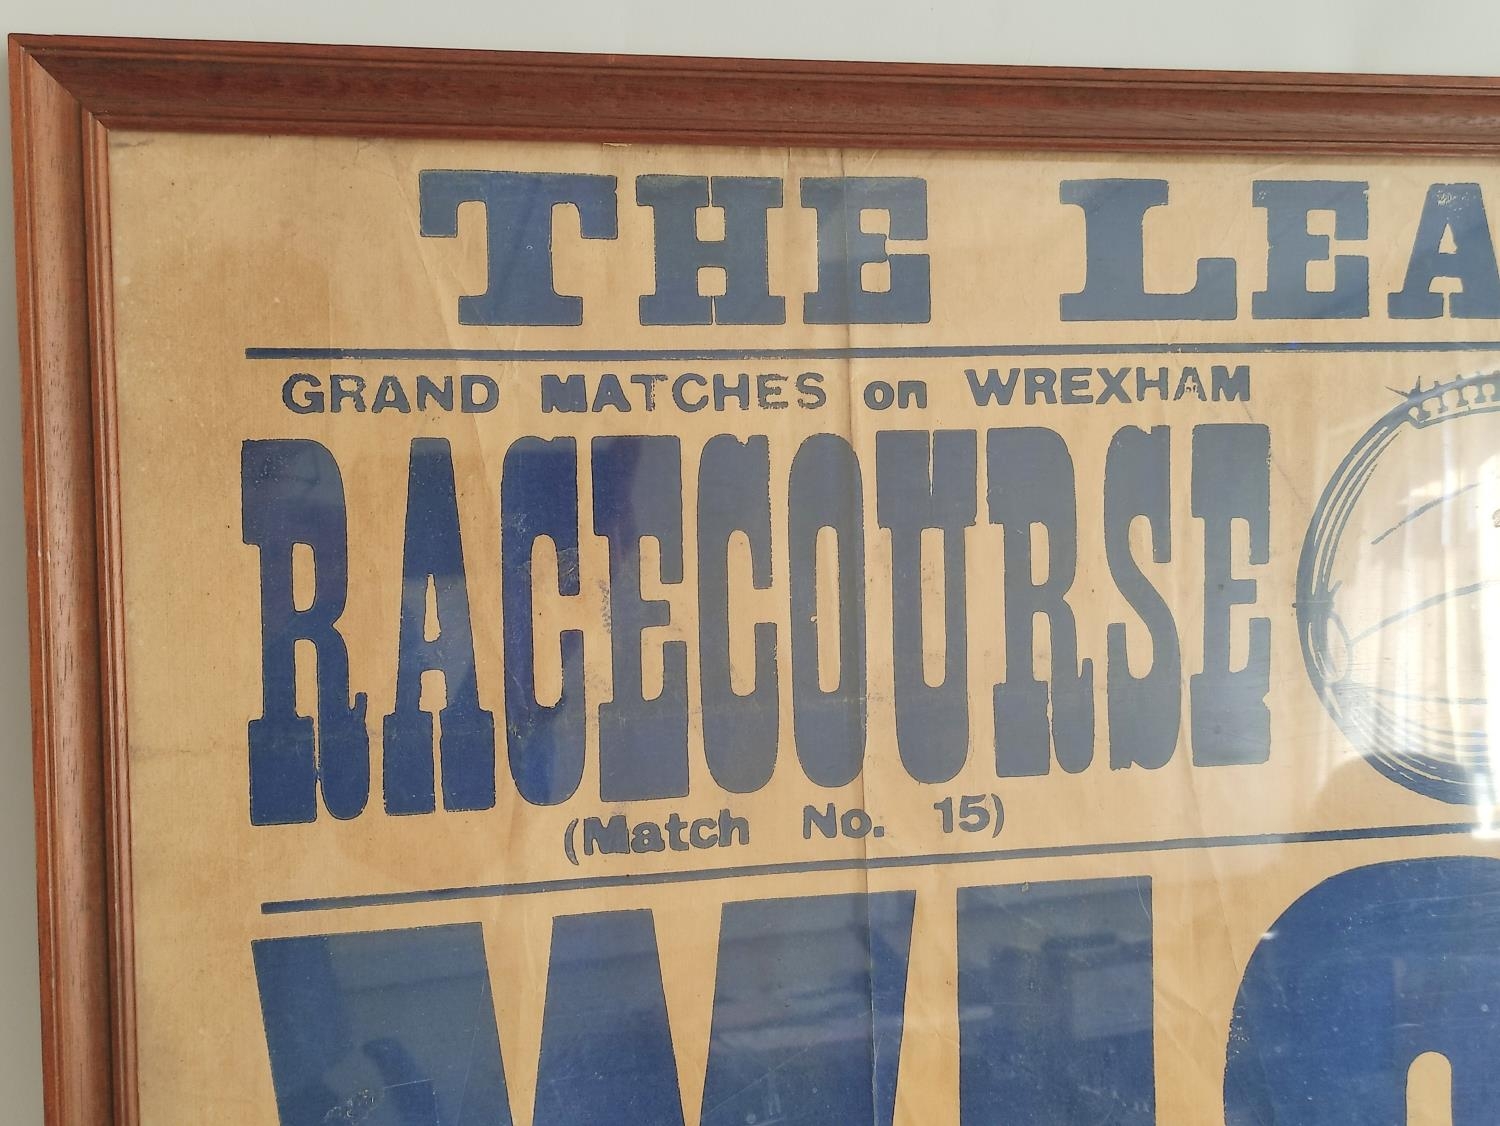 THE LEA
GRAND MATCHES on WREXHAM
RACECOURSE
(Match No. 15)